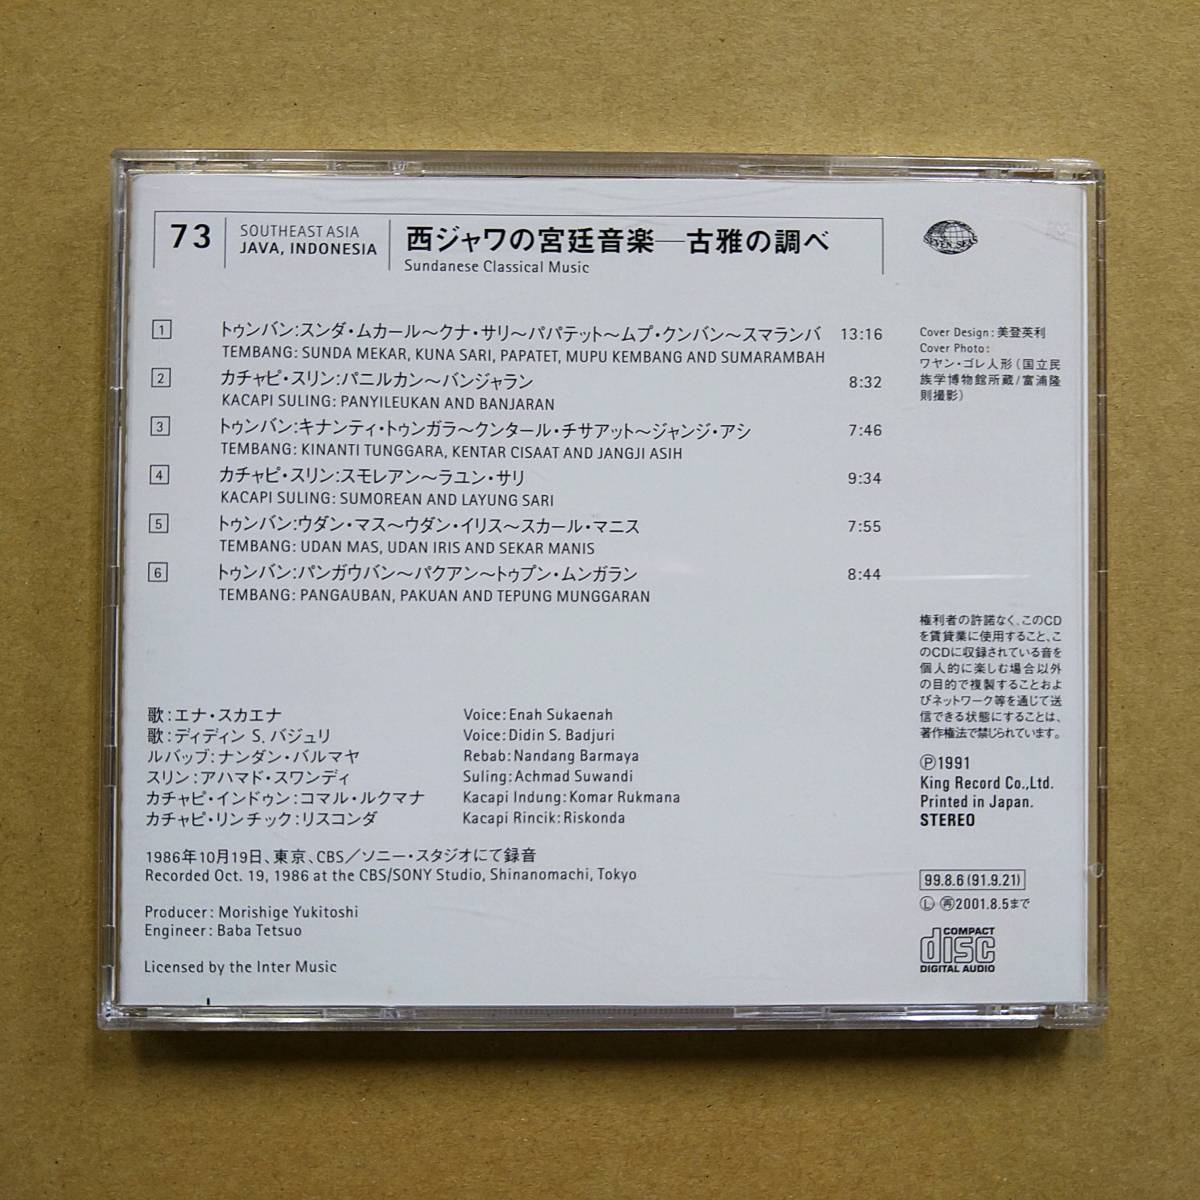 73
SOUTHEAST ASIA
JAVA, INDONESIA
西ジャワの宮廷音楽—古雅の調べ
Sundanese Classical Music
SEVEN SEAS
1 トゥンバン:スンダ・ムカール〜クナ・サリ〜パパテット〜ムプ・クンバン〜スマランバ 13:16
TEMBANG: SUNDA MEKAR, KUNA SARI, PAPATET, MUPU KEMBANG AND SUMARAMBAH
2 カチャピ・スリン:パニルカン〜バンジャラン 8:32
KACAPI SULING: PANYILEUKAN AND BANJARAN
3 トゥンバン:キナンティ・トゥンガラ〜クンタール・チサアット〜ジャンジ・アシ 7:46
TEMBANG: KINANTI TUNGGARA, KENTAR CISAAT AND JANGJI ASIH
4 カチャピ・スリン:スモレアン〜ラユン・サリ 9:34
KACAPI SULING: SUMOREAN AND LAYUNG SARI
5 トゥンバン:ウダン・マス〜ウダン・イリス〜スカール・マニス 7:55
TEMBANG: UDAN MAS, UDAN IRIS AND SEKAR MANIS
6 トゥンバン:パンガウバン〜パクアン〜トゥプン・ムンガラン 8:44
TEMBANG: PANGAUBAN, PAKUAN AND TEPUNG MUNGGARAN
Cover Design:美登英利
Cover Photo:
ワヤン・ゴレ人形(国立民
族学博物館所蔵/富浦隆
則撮影)
歌:エナ・スカエナ Voice: Enah Sukaenah
歌:ディディン S. バジュリ Voice: Didin S. Badjuri
ルバッブ:ナンダン・バルマヤ Rebab: Nandang Barmaya
スリン:アハマド・スワンディ Suling: Achmad Suwandi
カチャピ・インドゥン:コマル・ルクマナ Kacapi Indung: Komar Rukmana
カチャピ・リンチック:リスコンダ Kacapi Rincik: Riskonda
1986年10月19日、東京、CBS/ソニー・スタジオにて録音
Recorded Oct. 19, 1986 at the CBS/SONY Studio, Shinanomachi, Tokyo
Producer: Morishige Yukitoshi
Engineer: Baba Tetsuo
Licensed by the Inter Music
権利者の許諾なく、このCD
を賃貸業に使用すること、こ
のCDに収録されている音を
個人的に楽しむ場合以外
の目的で複製することおよ
びネットワーク等を通じて送
信できる状態にすることは、
著作権法で禁じられています。
Ⓟ1991
King Record Co.,Ltd.
Printed in Japan.
STEREO
99.8.6 (91.9.21)
Ⓛ ㊞2001.8.5まで
COMPACT
disc
DIGITAL AUDIO